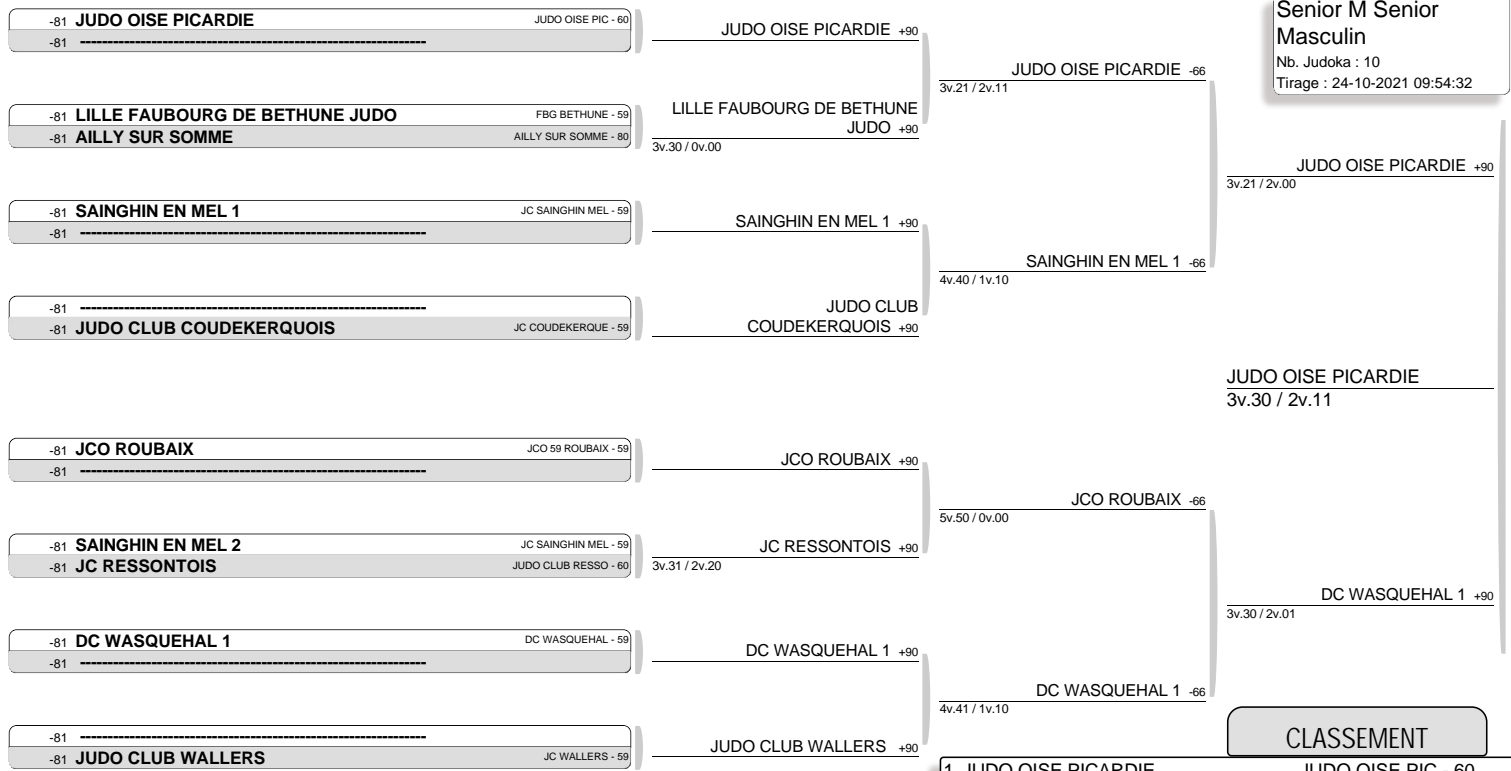 Senior M Senior
Masculin
Nb. Judoka : 10
Tirage : 24-10-2021 09:54:32
-81 JUDO OISE PICARDIE JUDO OISE PIC - 60
-81 ----------------------------------------------------------------
-81 LILLE FAUBOURG DE BETHUNE JUDO FBG BETHUNE - 59
-81 AILLY SUR SOMME AILLY SUR SOMME - 80
-81 SAINGHIN EN MEL 1 JC SAINGHIN MEL - 59
-81 ----------------------------------------------------------------
-81 ----------------------------------------------------------------
-81 JUDO CLUB COUDEKERQUOIS JC COUDEKERQUE - 59
-81 JCO ROUBAIX JCO 59 ROUBAIX - 59
-81 ----------------------------------------------------------------
-81 SAINGHIN EN MEL 2 JC SAINGHIN MEL - 59
-81 JC RESSONTOIS JUDO CLUB RESSO - 60
-81 DC WASQUEHAL 1 DC WASQUEHAL - 59
-81 ----------------------------------------------------------------
-81 ----------------------------------------------------------------
-81 JUDO CLUB WALLERS JC WALLERS - 59
JUDO OISE PICARDIE +90
LILLE FAUBOURG DE BETHUNE
JUDO +90
3v.30 / 0v.00
SAINGHIN EN MEL 1 +90
JUDO CLUB
COUDEKERQUOIS +90
JCO ROUBAIX +90
JC RESSONTOIS +90
3v.31 / 2v.20
DC WASQUEHAL 1 +90
JUDO CLUB WALLERS +90
JUDO OISE PICARDIE -66
3v.21 / 2v.11
SAINGHIN EN MEL 1 -66
4v.40 / 1v.10
JCO ROUBAIX -66
5v.50 / 0v.00
DC WASQUEHAL 1 -66
4v.41 / 1v.10
JUDO OISE PICARDIE +90
3v.21 / 2v.00
JUDO OISE PICARDIE
3v.30 / 2v.11
DC WASQUEHAL 1 +90
3v.30 / 2v.01
CLASSEMENT
1. JUDO OISE PICARDIE JUDO OISE PIC - 60